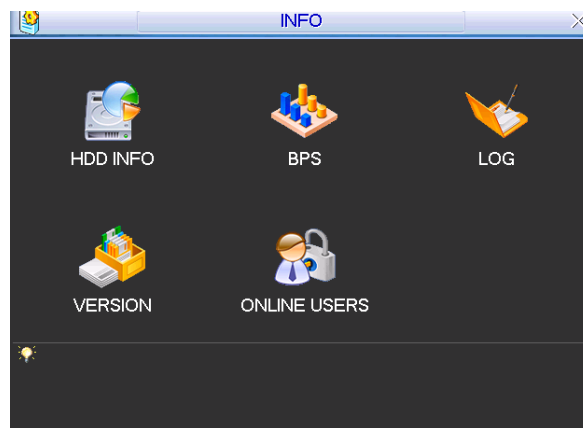 INFO
HDD INFO
BPS
LOG
VERSION
ONLINE USERS